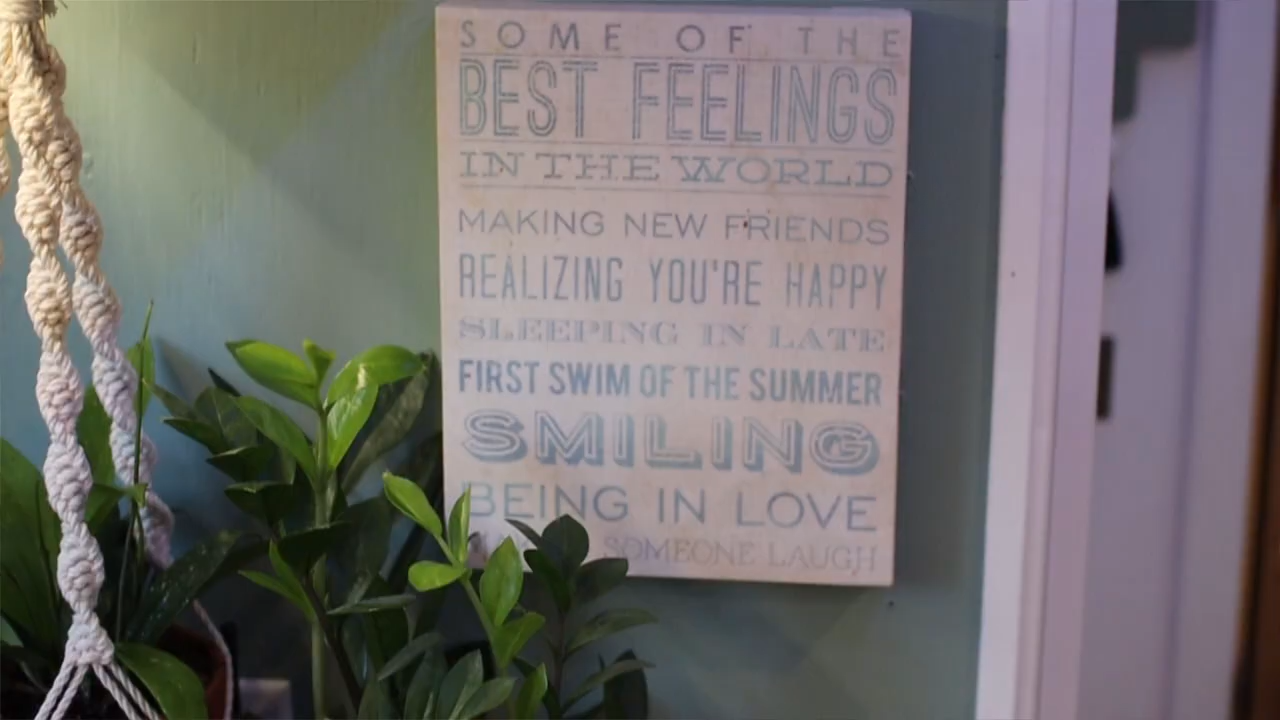 SOME OF THE
BEST FEELINGS
IN THE WORLD
MAKING NEW FRIENDS
REALIZING YOU'RE HAPPY
SLEEPING IN LATE
FIRST SWIM OF THE SUMMER
SMILING
BEING IN LOVE
SOMEONE LAUGH